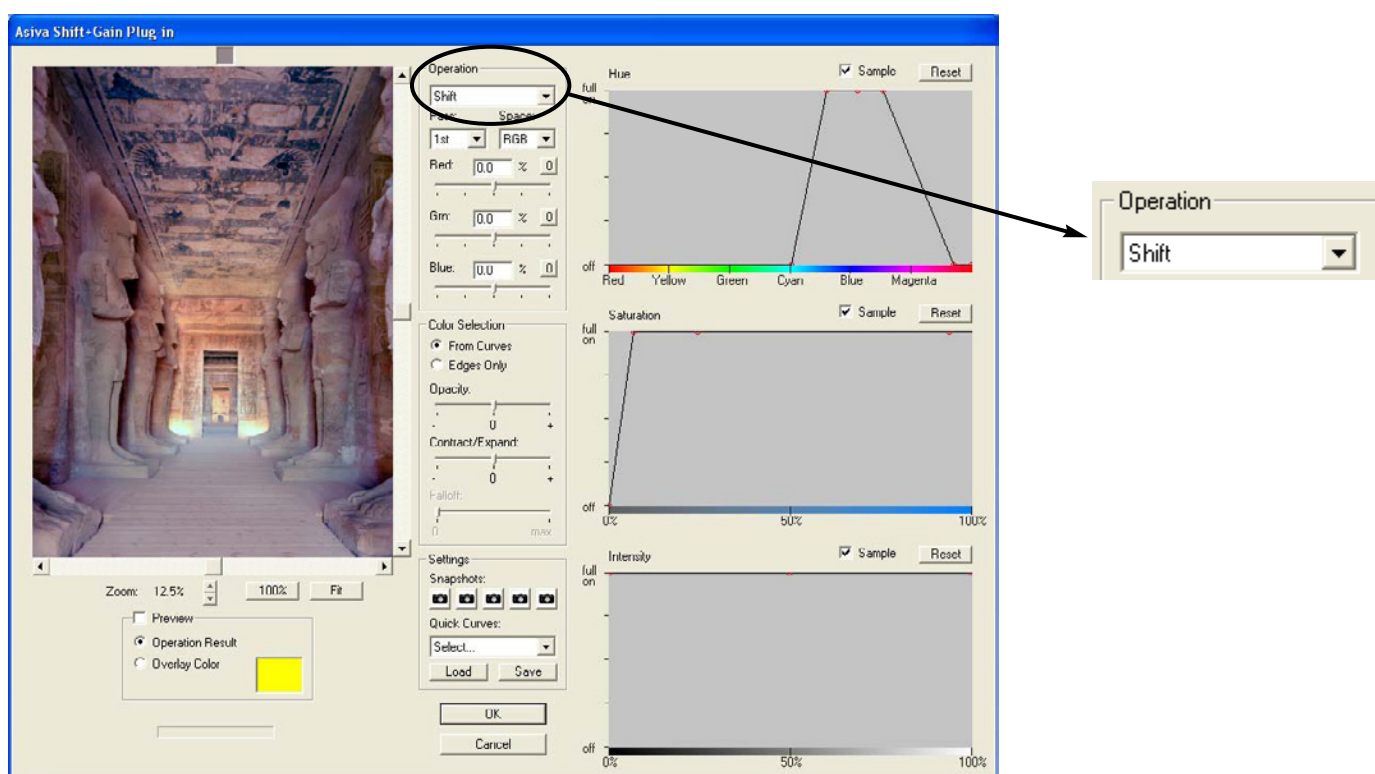 Asiva Shift+Gain Plug-in
Operation
Shift
Pass: Space:
1st RGB
Red: 0.0 % 0
Grn: 0.0 % 0
Blue: 0.0 % 0
Color Selection
From Curves
Edges Only
Opacity:
- 0 +
Contract/Expand:
- 0 +
Falloff:
0 max
Settings
Snapshots:
Quick Curves:
Select...
Load Save
OK
Cancel
Zoom: 12.5% 100% Fit
Preview
Operation Result
Overlay Color
Hue Sample Reset
full on
off
Red Yellow Green Cyan Blue Magenta
Saturation Sample Reset
full on
off
0% 50% 100%
Intensity Sample Reset
full on
off
0% 50% 100%
Operation
Shift